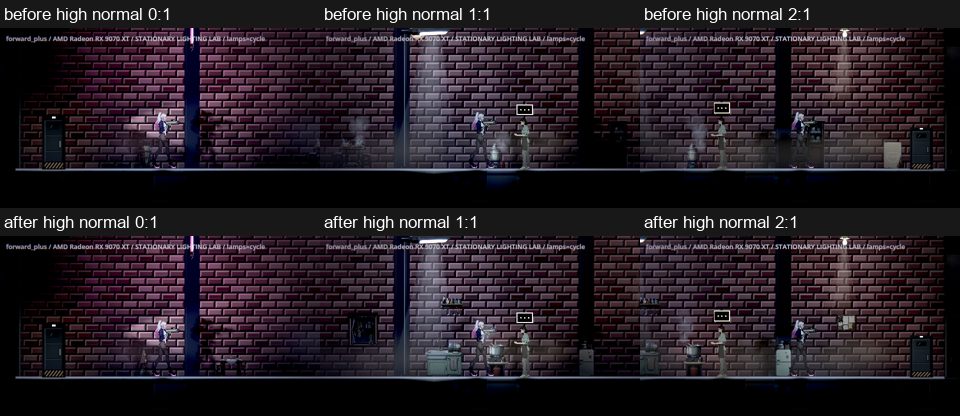 before high normal 0:1
before high normal 1:1
before high normal 2:1
forward_plus / AMD Radeon RX 9070 XT / STATIONARY LIGHTING LAB / lamps=cycle
forward_plus / AMD Radeon RX 9070 XT / STATIONARY LIGHTING LAB / lamps=cycle
forward_plus / AMD Radeon RX 9070 XT / STATIONARY LIGHTING LAB / lamps=cycle
...
...
after high normal 0:1
after high normal 1:1
after high normal 2:1
forward_plus / AMD Radeon RX 9070 XT / STATIONARY LIGHTING LAB / lamps=cycle
forward_plus / AMD Radeon RX 9070 XT / STATIONARY LIGHTING LAB / lamps=cycle
forward_plus / AMD Radeon RX 9070 XT / STATIONARY LIGHTING LAB / lamps=cycle
...
...